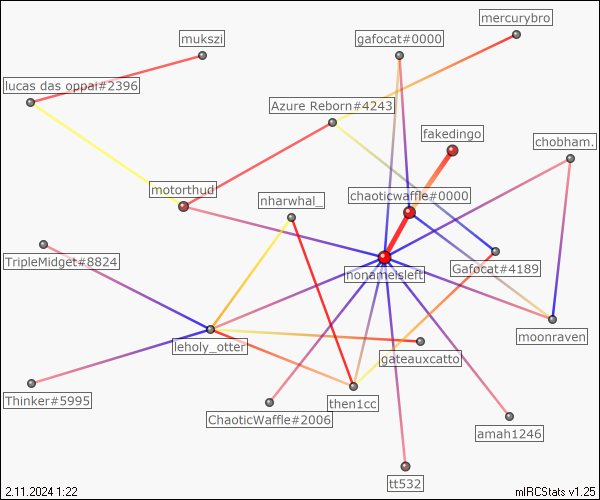 mercurybro
mukszi
gafocat#0000
lucas das oppai#2396
Azure Reborn#4243
fakedingo
chobham.
motorthud
nharwhal_
chaoticwaffle#0000
TripleMidget#8824
nonameisleft
Gafocat#4189
moonraven
leholy_otter
gateauxcatto
Thinker#5995
then1cc
ChaoticWaffle#2006
amah1246
tt532
2.11.2024 1:22
mIRCStats v1.25